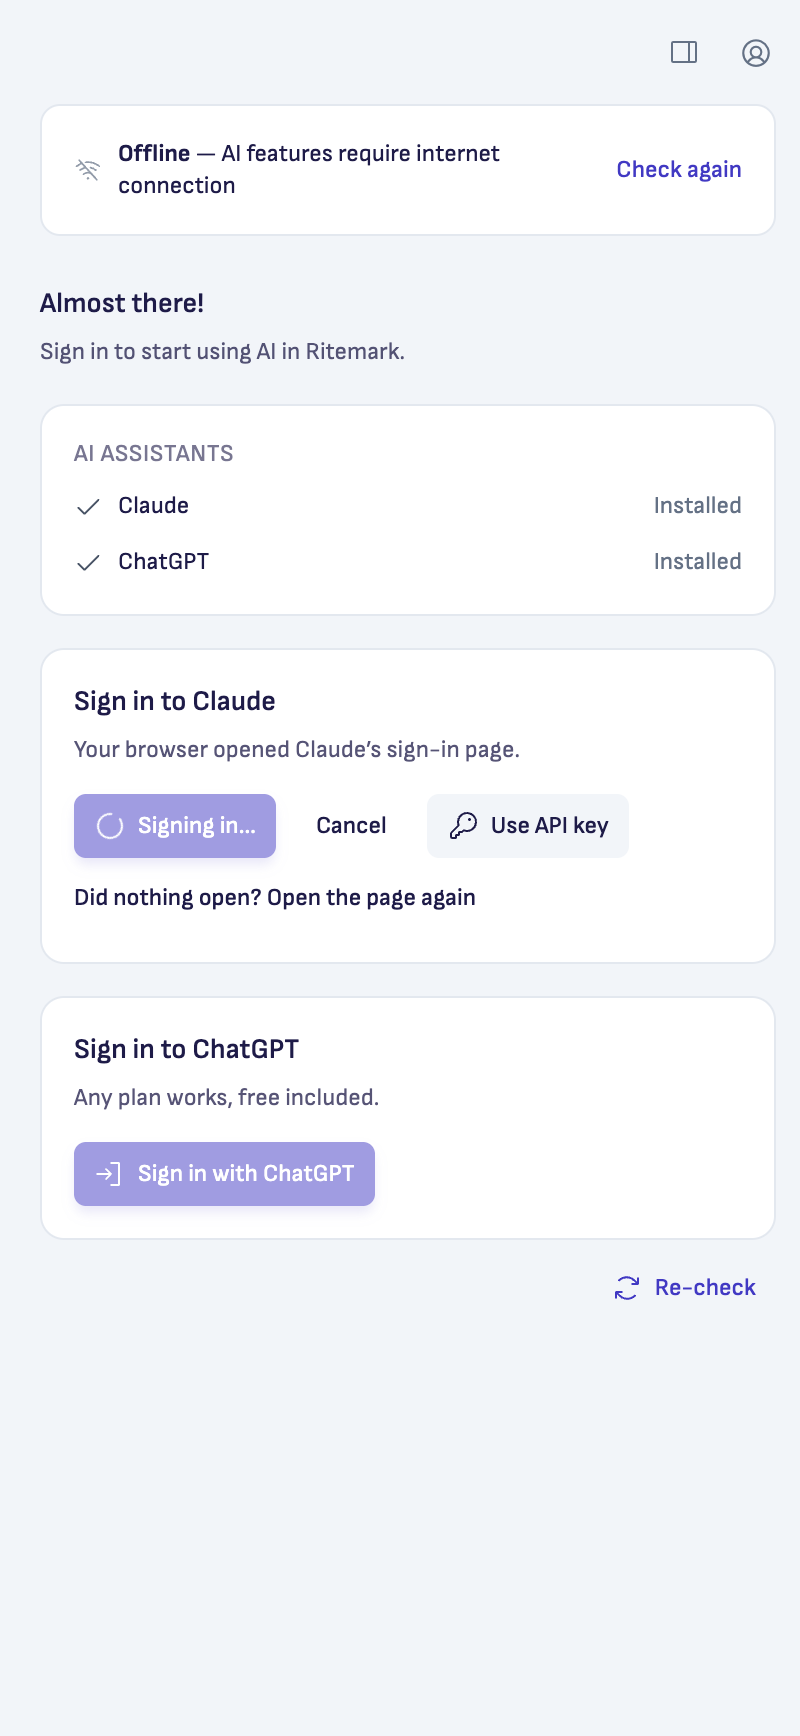 Offline — AI features require internet
connection
Check again
Almost there!
Sign in to start using AI in Ritemark.
AI ASSISTANTS
Claude
Installed
ChatGPT
Installed
Sign in to Claude
Your browser opened Claude’s sign-in page.
Signing in...
Cancel
Use API key
Did nothing open? Open the page again
Sign in to ChatGPT
Any plan works, free included.
Sign in with ChatGPT
Re-check